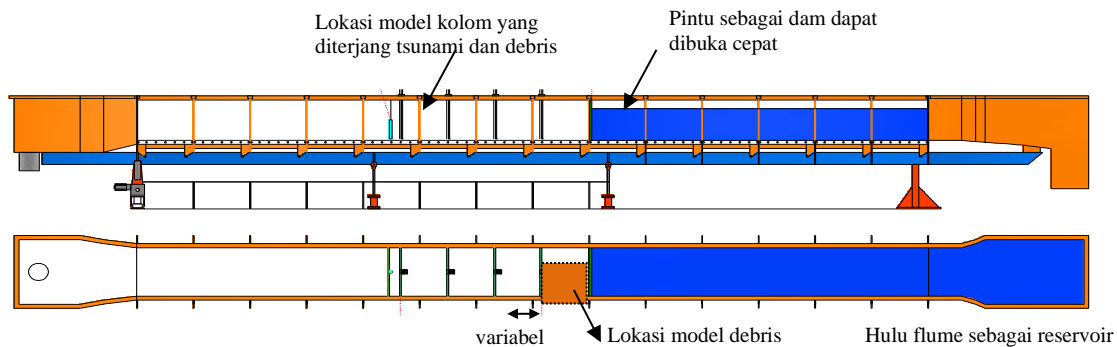 Lokasi model kolom yang
diterjang tsunami dan debris
Pintu sebagai dam dapat
dibuka cepat
variabel
Lokasi model debris
Hulu flume sebagai reservoir